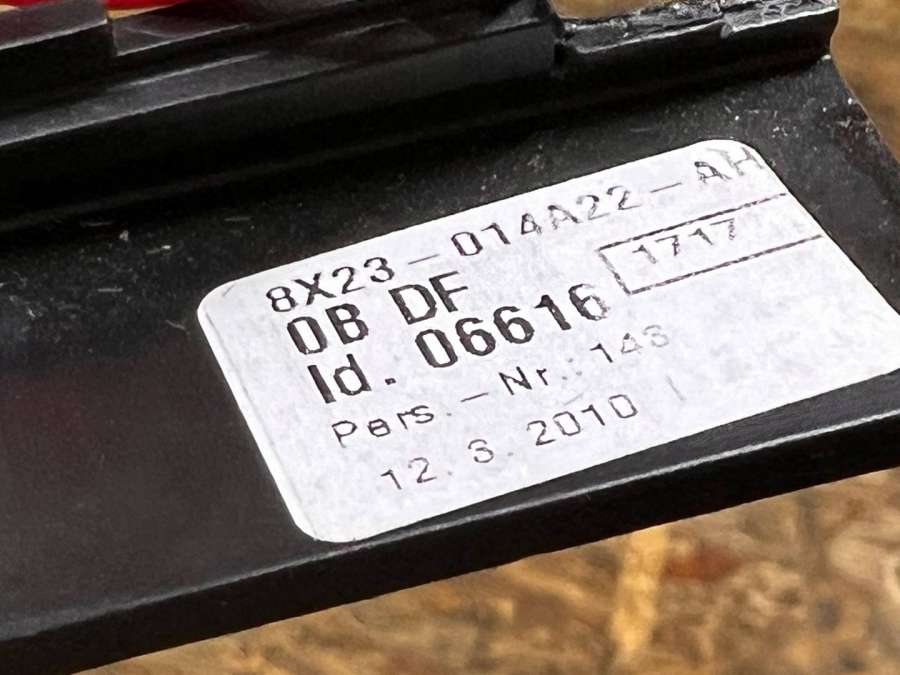 8X23-014A22-AH
0B DF
1717
Id. 06616
Pers.-Nr.: 143
12. 3. 2010